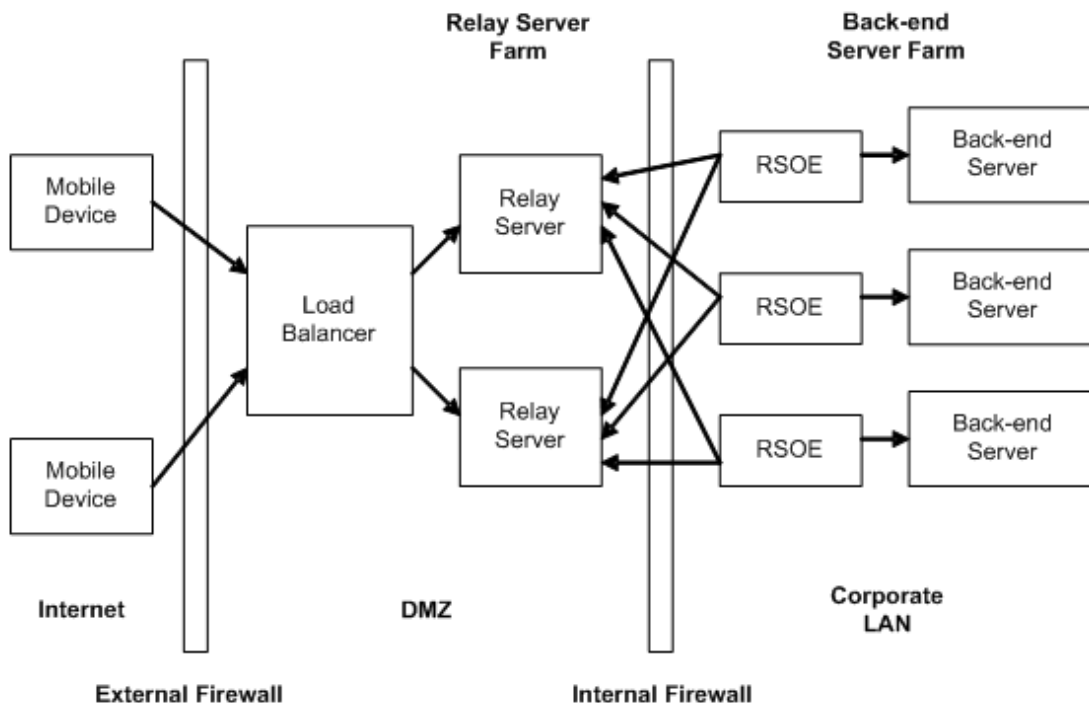 Relay Server
Farm
Back-end
Server Farm
Mobile
Device
Mobile
Device
Load
Balancer
Relay
Server
Relay
Server
RSOE
Back-end
Server
RSOE
Back-end
Server
RSOE
Back-end
Server
Internet
DMZ
Corporate
LAN
External Firewall
Internal Firewall